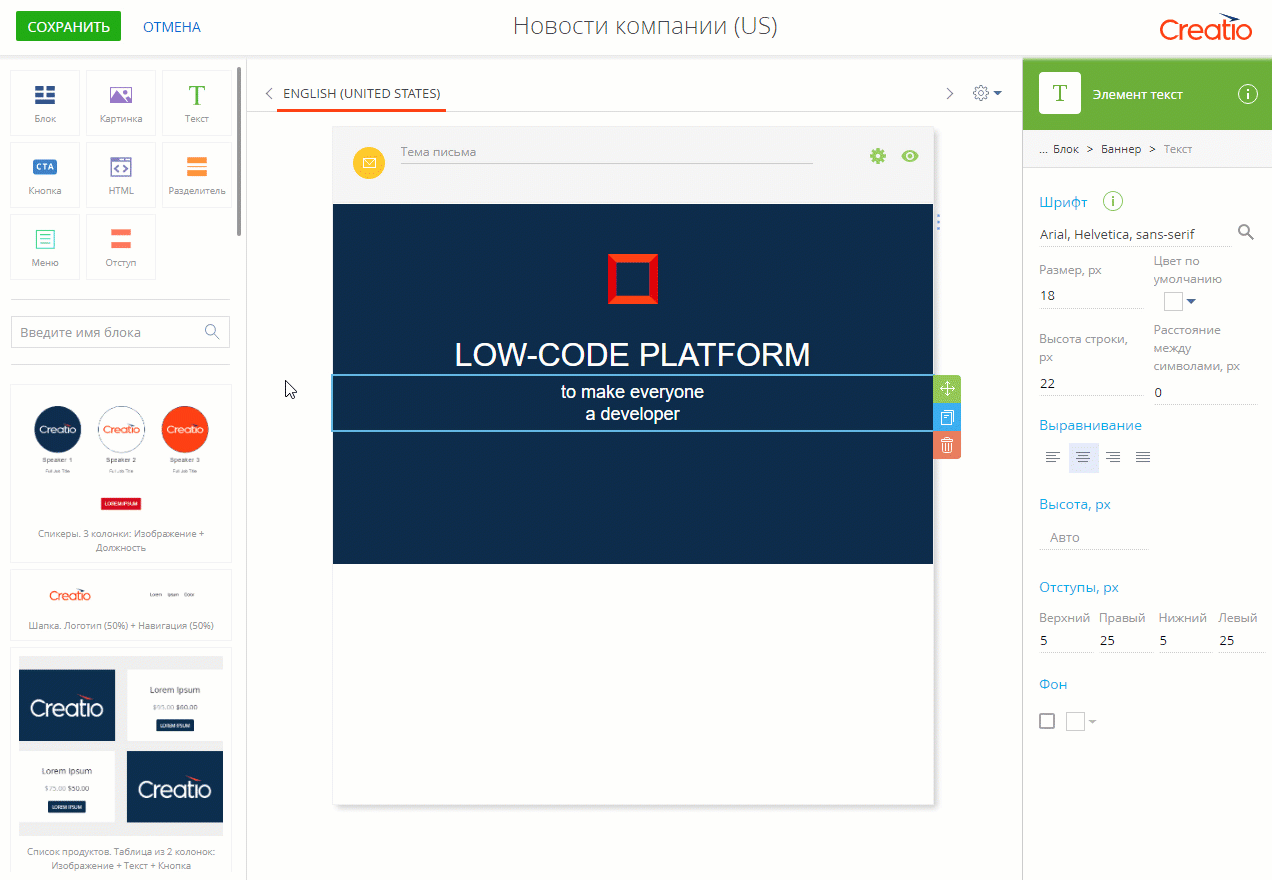 СОХРАНИТЬ
ОТМЕНА
Новости компании (US)
Creatio
Блок
Картинка
Текст
CTA
Кнопка
HTML
Разделитель
Меню
Отступ
Введите имя блока
Creatio
Creatio
Creatio
Speaker 1
Speaker 2
Speaker 3
Full Job Title
Full Job Title
Full Job Title
LOREM IPSUM
Спикеры. 3 колонки: Изображение +
Должность
Creatio
Lorem Ipsum Dolor
Шапка. Логотип (50%) + Навигация (50%)
Creatio
Lorem Ipsum
$99.00 $60.00
LOREM IPSUM
Lorem Ipsum
$75.00 $50.00
LOREM IPSUM
Creatio
Список продуктов. Таблица из 2 колонок:
Изображение + Текст + Кнопка
ENGLISH (UNITED STATES)
Тема письма
LOW-CODE PLATFORM
to make everyone
a developer
T
Элемент текст
i
... Блок > Баннер > Текст
Шрифт
i
Arial, Helvetica, sans-serif
Размер, px
18
Цвет по
умолчанию
Высота строки,
px
22
Расстояние
между
символами, px
0
Выравнивание
Высота, px
Авто
Отступы, px
Верхний Правый Нижний Левый
5 25 5 25
Фон